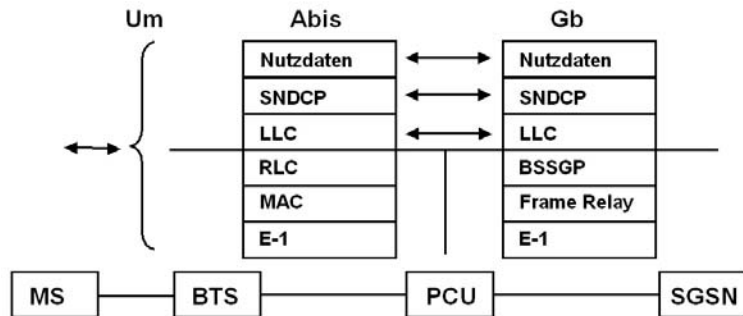 Um Abis Gb
Nutzdaten Nutzdaten
SNDCP SNDCP
LLC LLC
RLC BSSGP
MAC Frame Relay
E-1 E-1
MS BTS PCU SGSN